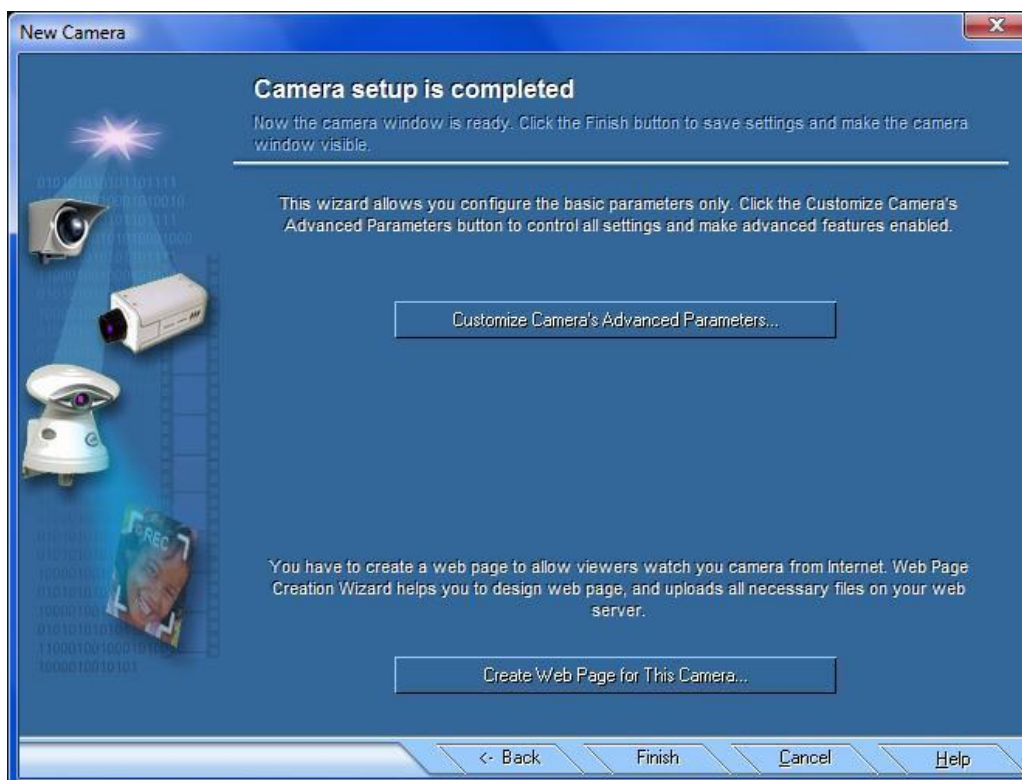 New Camera
Camera setup is completed
Now the camera window is ready. Click the Finish button to save settings and make the camera
window visible.
This wizard allows you configure the basic parameters only. Click the Customize Camera's
Advanced Parameters button to control all settings and make advanced features enabled.
Customize Camera's Advanced Parameters...
REC
You have to create a web page to allow viewers watch you camera from Internet. Web Page
Creation Wizard helps you to design web page, and uploads all necessary files on your web
server.
Create Web Page for This Camera...
<- Back
Finish
Cancel
Help